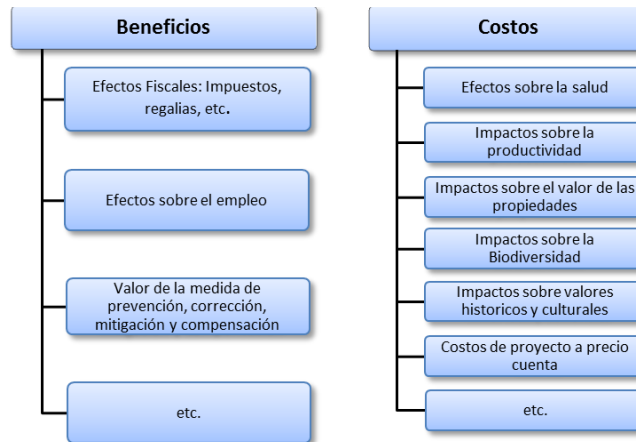 Beneficios
Efectos Fiscales: Impuestos,
regalias, etc.
Efectos sobre el empleo
Valor de la medida de
prevención, corrección,
mitigación y compensación
etc.
Costos
Efectos sobre la salud
Impactos sobre la
productividad
Impactos sobre el valor de las
propiedades
Impactos sobre la
Biodiversidad
Impactos sobre valores
historicos y culturales
Costos de proyecto a precio
cuenta
etc.